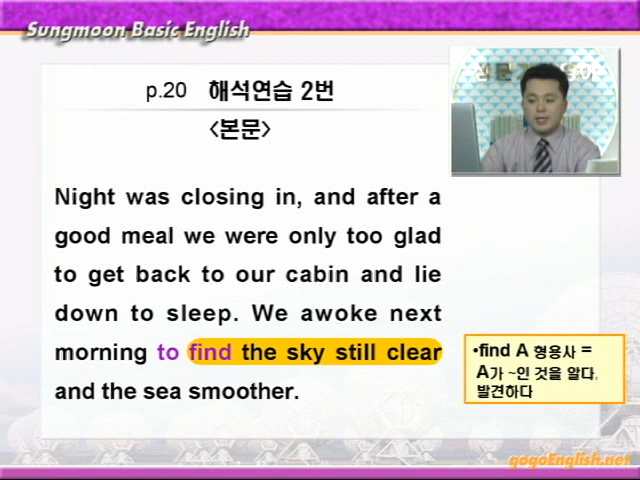 Sungmoon Basic English
p.20 해석연습 2번
<본문>
Night was closing in, and after a
good meal we were only too glad
to get back to our cabin and lie
down to sleep. We awoke next
morning to find the sky still clear
and the sea smoother.
•find A 형용사 =
A가 ~인 것을 알다,
발견하다
gogoEnglish.net